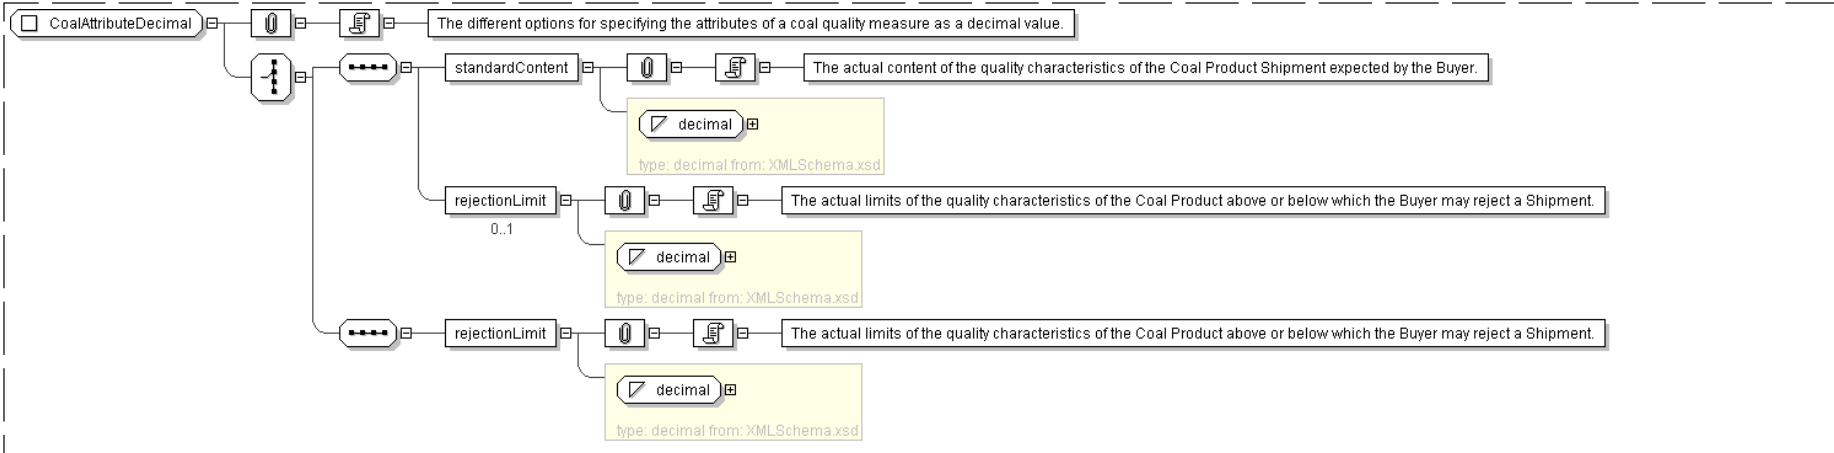 CoalAttributeDecimal
The different options for specifying the attributes of a coal quality measure as a decimal value.
standardContent
The actual content of the quality characteristics of the Coal Product Shipment expected by the Buyer.
decimal
type: decimal from: XMLSchema.xsd
rejectionLimit
The actual limits of the quality characteristics of the Coal Product above or below which the Buyer may reject a Shipment.
0..1
decimal
type: decimal from: XMLSchema.xsd
rejectionLimit
The actual limits of the quality characteristics of the Coal Product above or below which the Buyer may reject a Shipment.
decimal
type: decimal from: XMLSchema.xsd